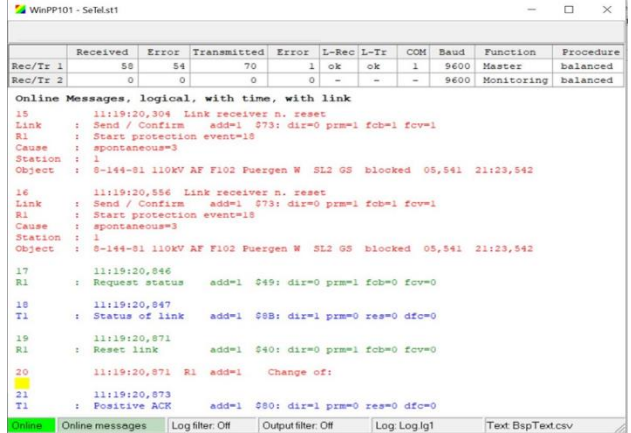 WinPP101 - SeTel.st1
Received Error Transmitted Error L-Rec L-Tr COM Baud Function Procedure
Rec/Tr 1 58 54 70 1 ok ok 1 9600 Master balanced
Rec/Tr 2 0 0 0 0 - - - 9600 Monitoring balanced
Online Messages, logical, with time, with link
15 11:19:20,304 Link receiver n. reset
Link : Send / Confirm add=1 $73: dir=0 prm=1 fcb=1 fcv=1
R1 : Start protection event=18
Cause : spontaneous=3
Station : 1
Object : 8-144-81 110kV AF F102 Puergen W SL2 GS blocked 05,541 21:23,542
16 11:19:20,556 Link receiver n. reset
Link : Send / Confirm add=1 $73: dir=0 prm=1 fcb=1 fcv=1
R1 : Start protection event=18
Cause : spontaneous=3
Station : 1
Object : 8-144-81 110kV AF F102 Puergen W SL2 GS blocked 05,541 21:23,542
17 11:19:20,846
R1 : Request status add=1 $49: dir=0 prm=1 fcb=0 fcv=0
18 11:19:20,847
T1 : Status of link add=1 $8B: dir=1 prm=0 res=0 dfc=0
19 11:19:20,871
R1 : Reset link add=1 $40: dir=0 prm=1 fcb=0 fcv=0
20 11:19:20,871 R1 add=1 Change of:
21 11:19:20,873
T1 : Positive ACK add=1 $80: dir=1 prm=0 res=0 dfc=0
Online Online messages Log filter: Off Output filter: Off Log: Log.lg1 Text: BspText.csv